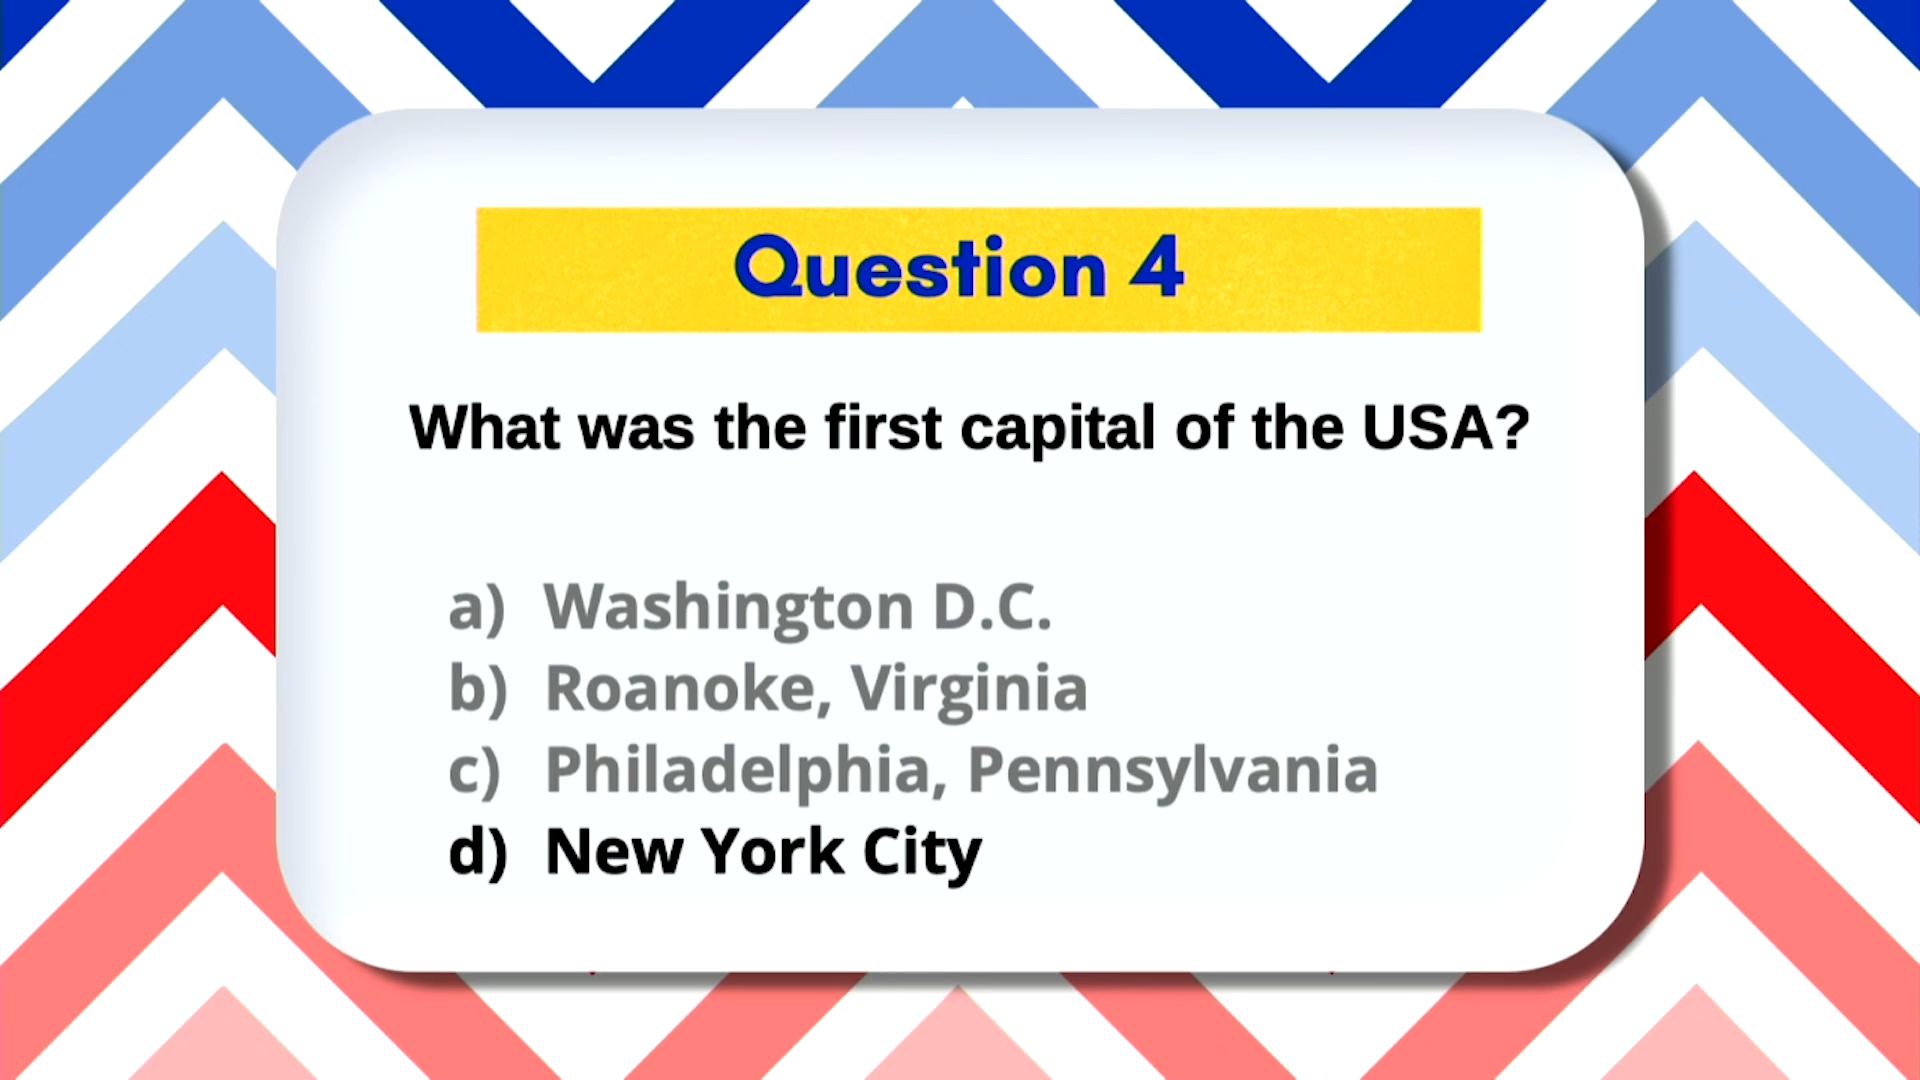 Question 4
What was the first capital of the USA?
a) Washington D.C.
b) Roanoke, Virginia
c) Philadelphia, Pennsylvania
d) New York City